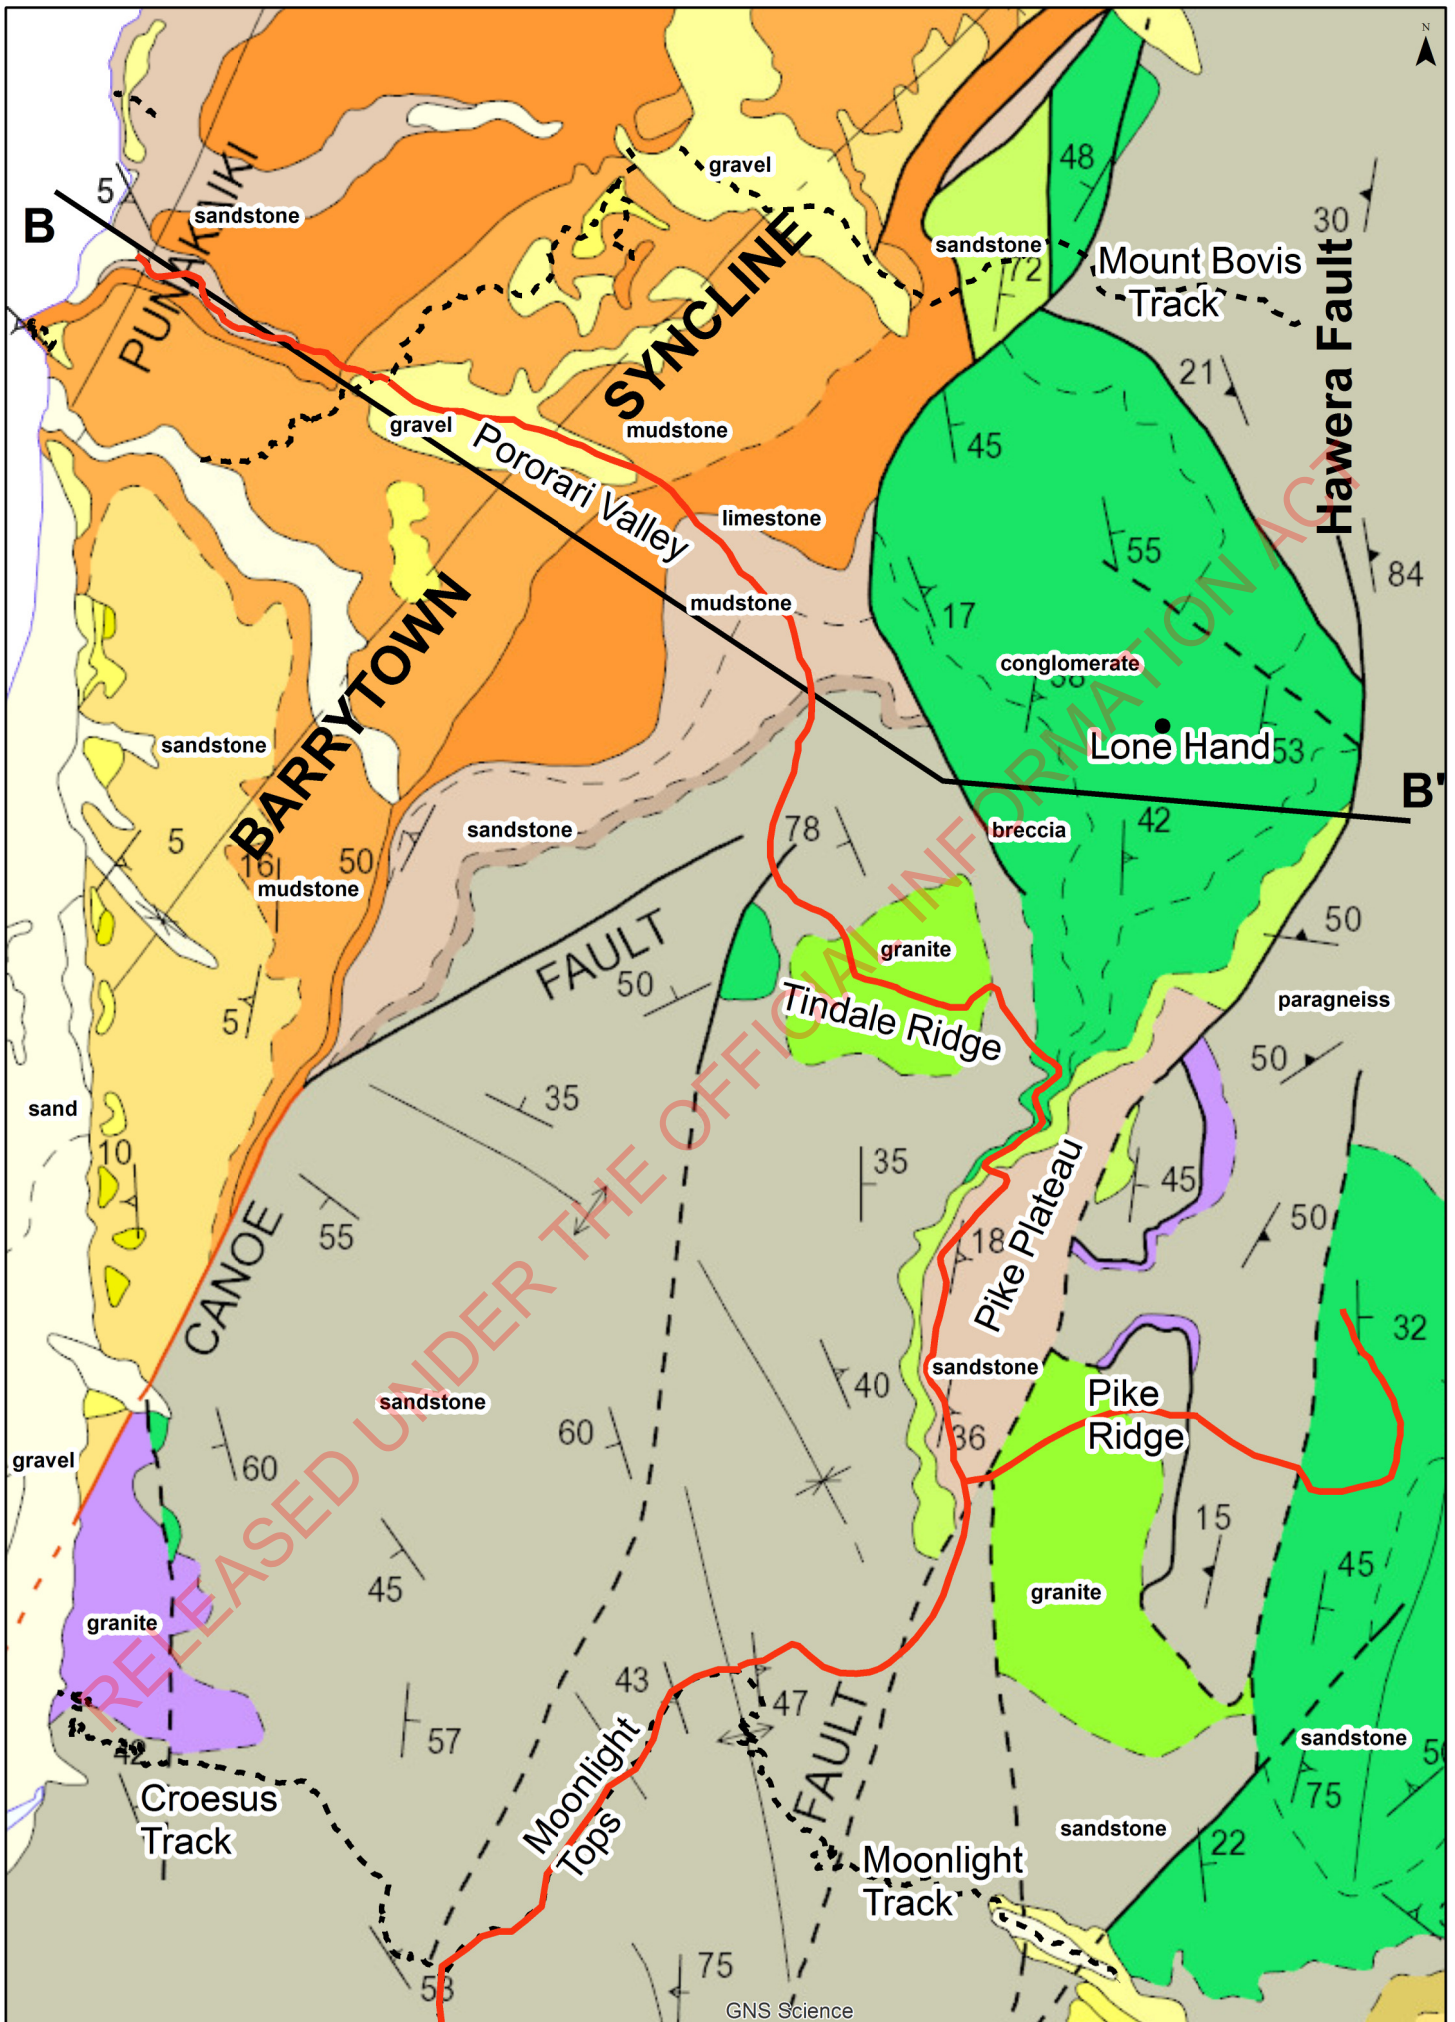 N
gravel
5
PUNAKAIKI
sandstone
B
48
30
sandstone
72
Mount Bovis
Track
Hawera Fault
SYNCLINE
21
gravel
mudstone
45
Pororari Valley
limestone
55
84
mudstone
17
conglomerate
58
Lone Hand
53
sandstone
BARRYTOWN
B'
sandstone
78
breccia
42
5
16
50
mudstone
50
FAULT
granite
50
paragneiss
5
Tindale Ridge
50
35
sand
10
35
45
55
Pike Plateau
50
18
CANOE
32
sandstone
40
Pike
Ridge
sandstone
60
36
gravel
60
15
45
45
granite
granite
43
47
57
42
sandstone
Moonlight
Tops
FAULT
75
Croesus
Track
sandstone
22
Moonlight
Track
75
53
GNS Science
RELEASED UNDER THE OFFICIAL INFORMATION ACT